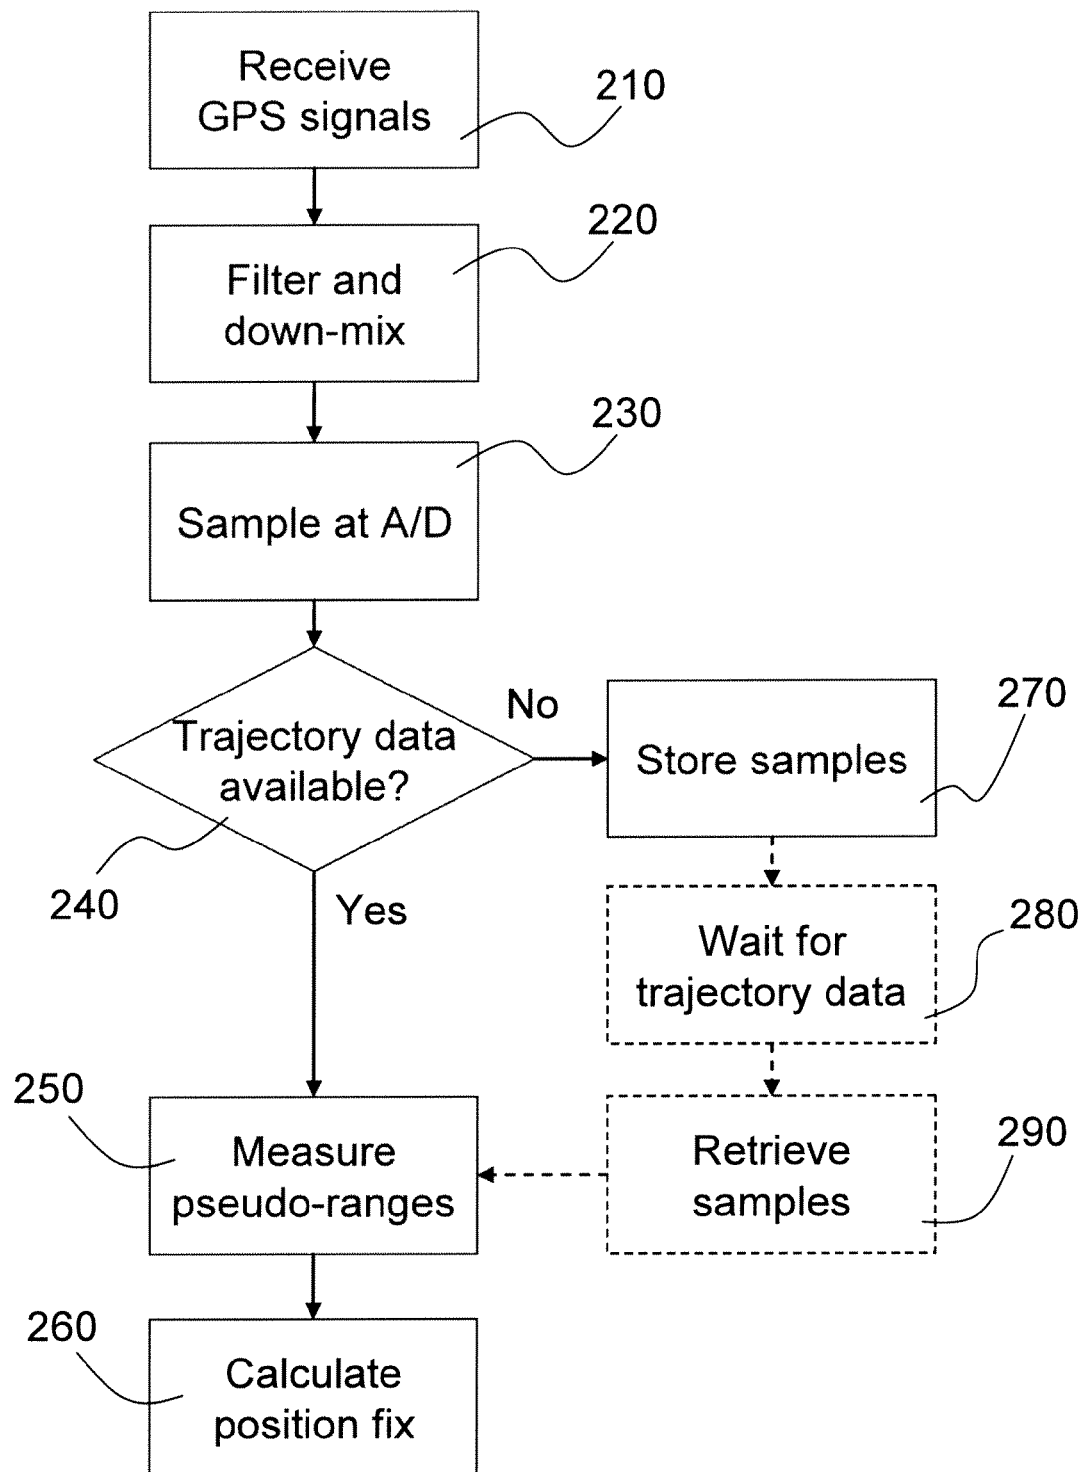 Receive
GPS signals
210
Filter and
down-mix
220
Sample at A/D
230
Trajectory data
available?
240
No
Yes
Store samples
270
Wait for
trajectory data
280
Retrieve
samples
290
Measure
pseudo-ranges
250
Calculate
position fix
260